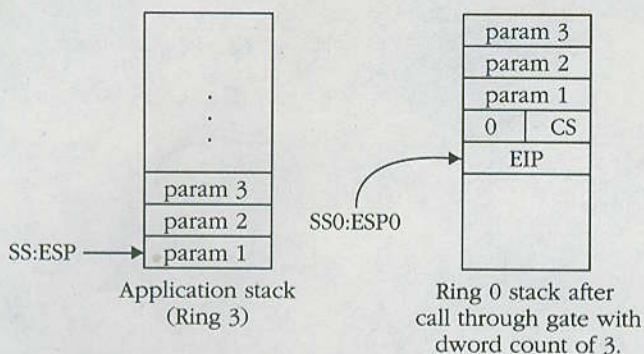 param 3
param 2
param 1
SS:ESP
Application stack
(Ring 3)
param 3
param 2
param 1
0 CS
EIP
SS0:ESP0
Ring 0 stack after
call through gate with
dword count of 3.